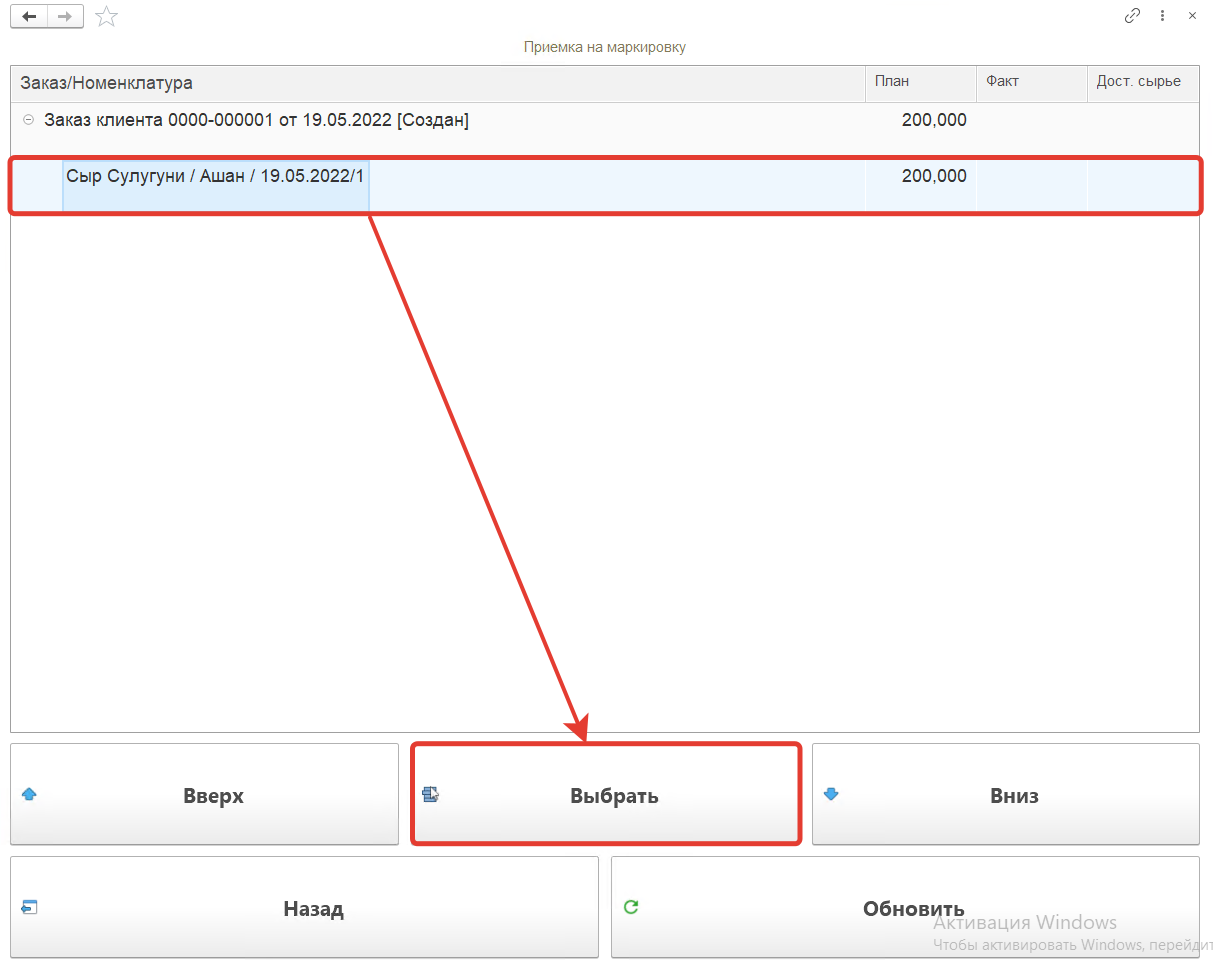 Приемка на маркировку
Заказ/Номенклатура План Факт Дост. сырье
Заказ клиента 0000-000001 от 19.05.2022 [Создан] 200,000
Сыр Сулугуни / Ашан / 19.05.2022/1 200,000
Вверх Выбрать Вниз
Назад Обновить
Активация Windows
Чтобы активировать Windows, перейдит